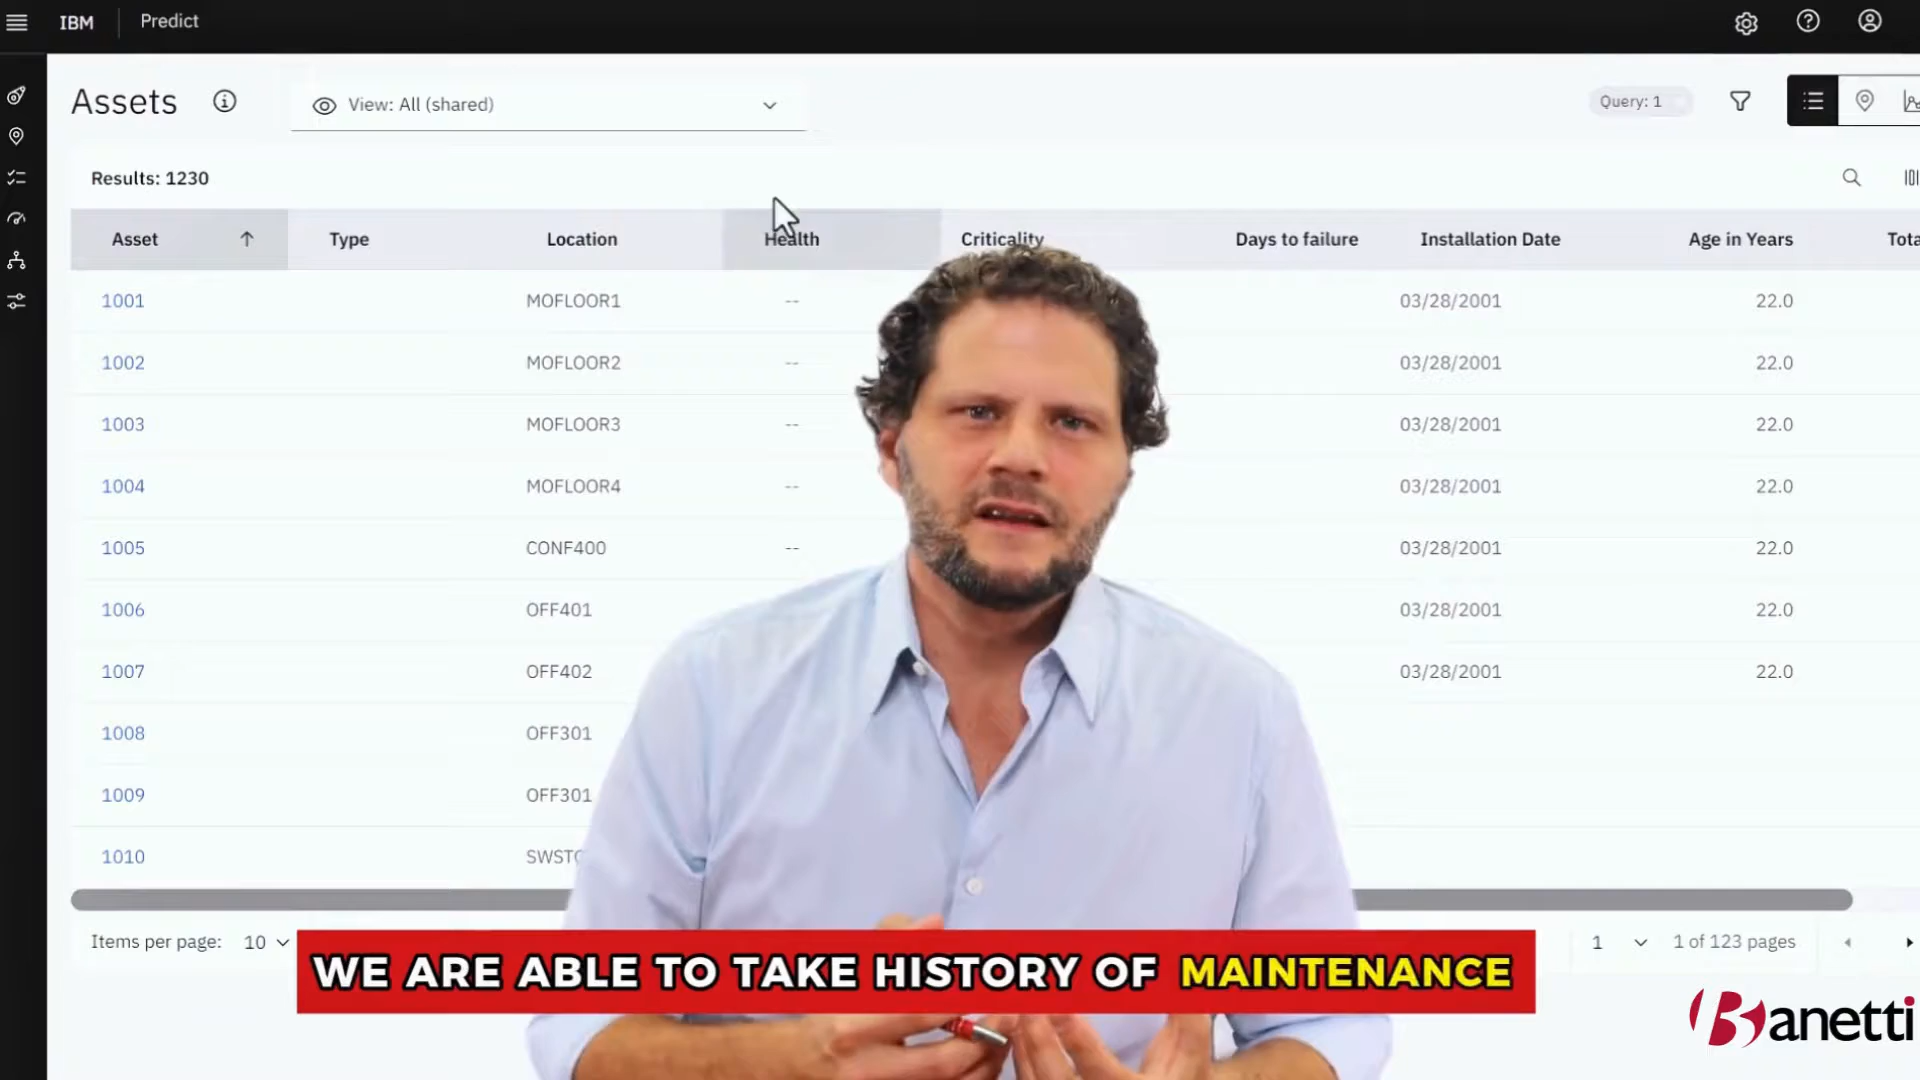 IBM Predict
Assets View: All (shared) Query: 1
Results: 1230
Asset Type Location Health Criticality Days to failure Installation Date Age in Years
1001 MOFLOOR1 -- 03/28/2001 22.0
1002 MOFLOOR2 -- 03/28/2001 22.0
1003 MOFLOOR3 -- 03/28/2001 22.0
1004 MOFLOOR4 -- 03/28/2001 22.0
1005 CONF400 -- 03/28/2001 22.0
1006 OFF401 03/28/2001 22.0
1007 OFF402 03/28/2001 22.0
1008 OFF301
1009 OFF301
1010
Items per page: 10 1 1 of 123 pages
WE ARE ABLE TO TAKE HISTORY OF MAINTENANCE
Banetti